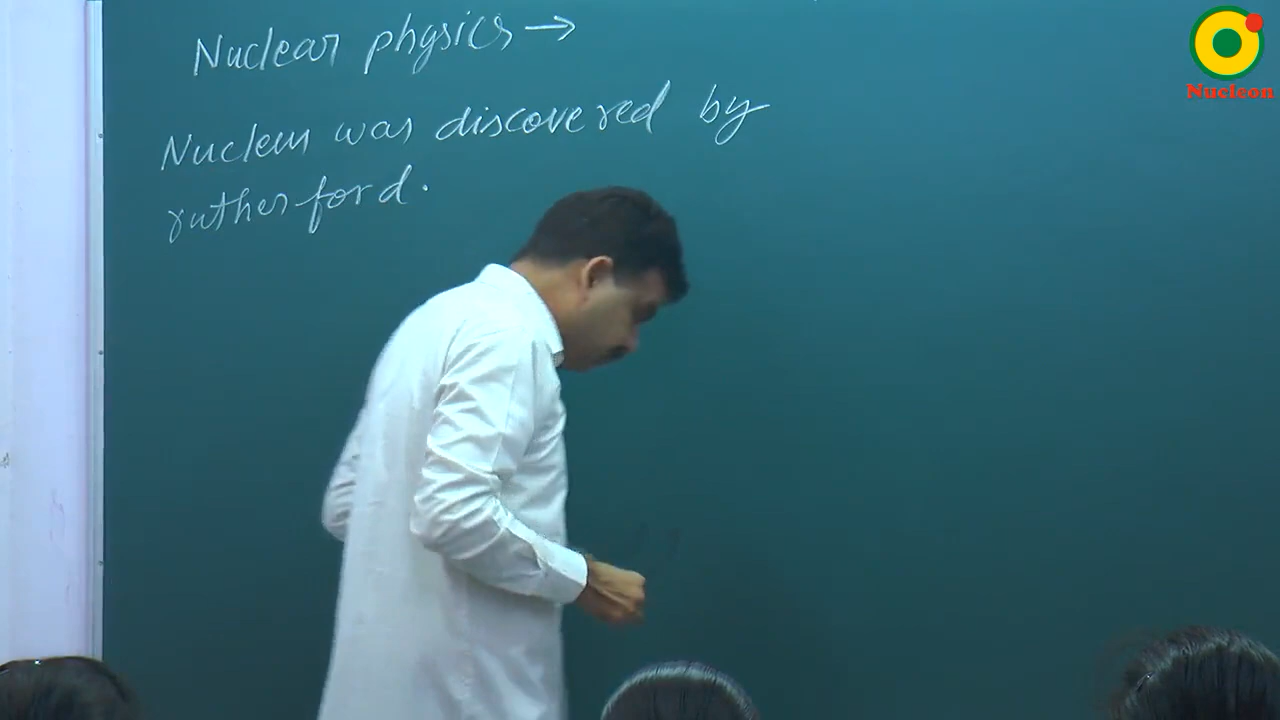 Nuclear physics →
Nucleus was discovered by
rutherford.
Nucleon